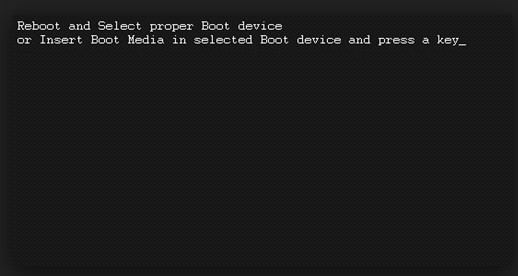 Reboot and Select proper Boot device
or Insert Boot Media in selected Boot device and press a key_